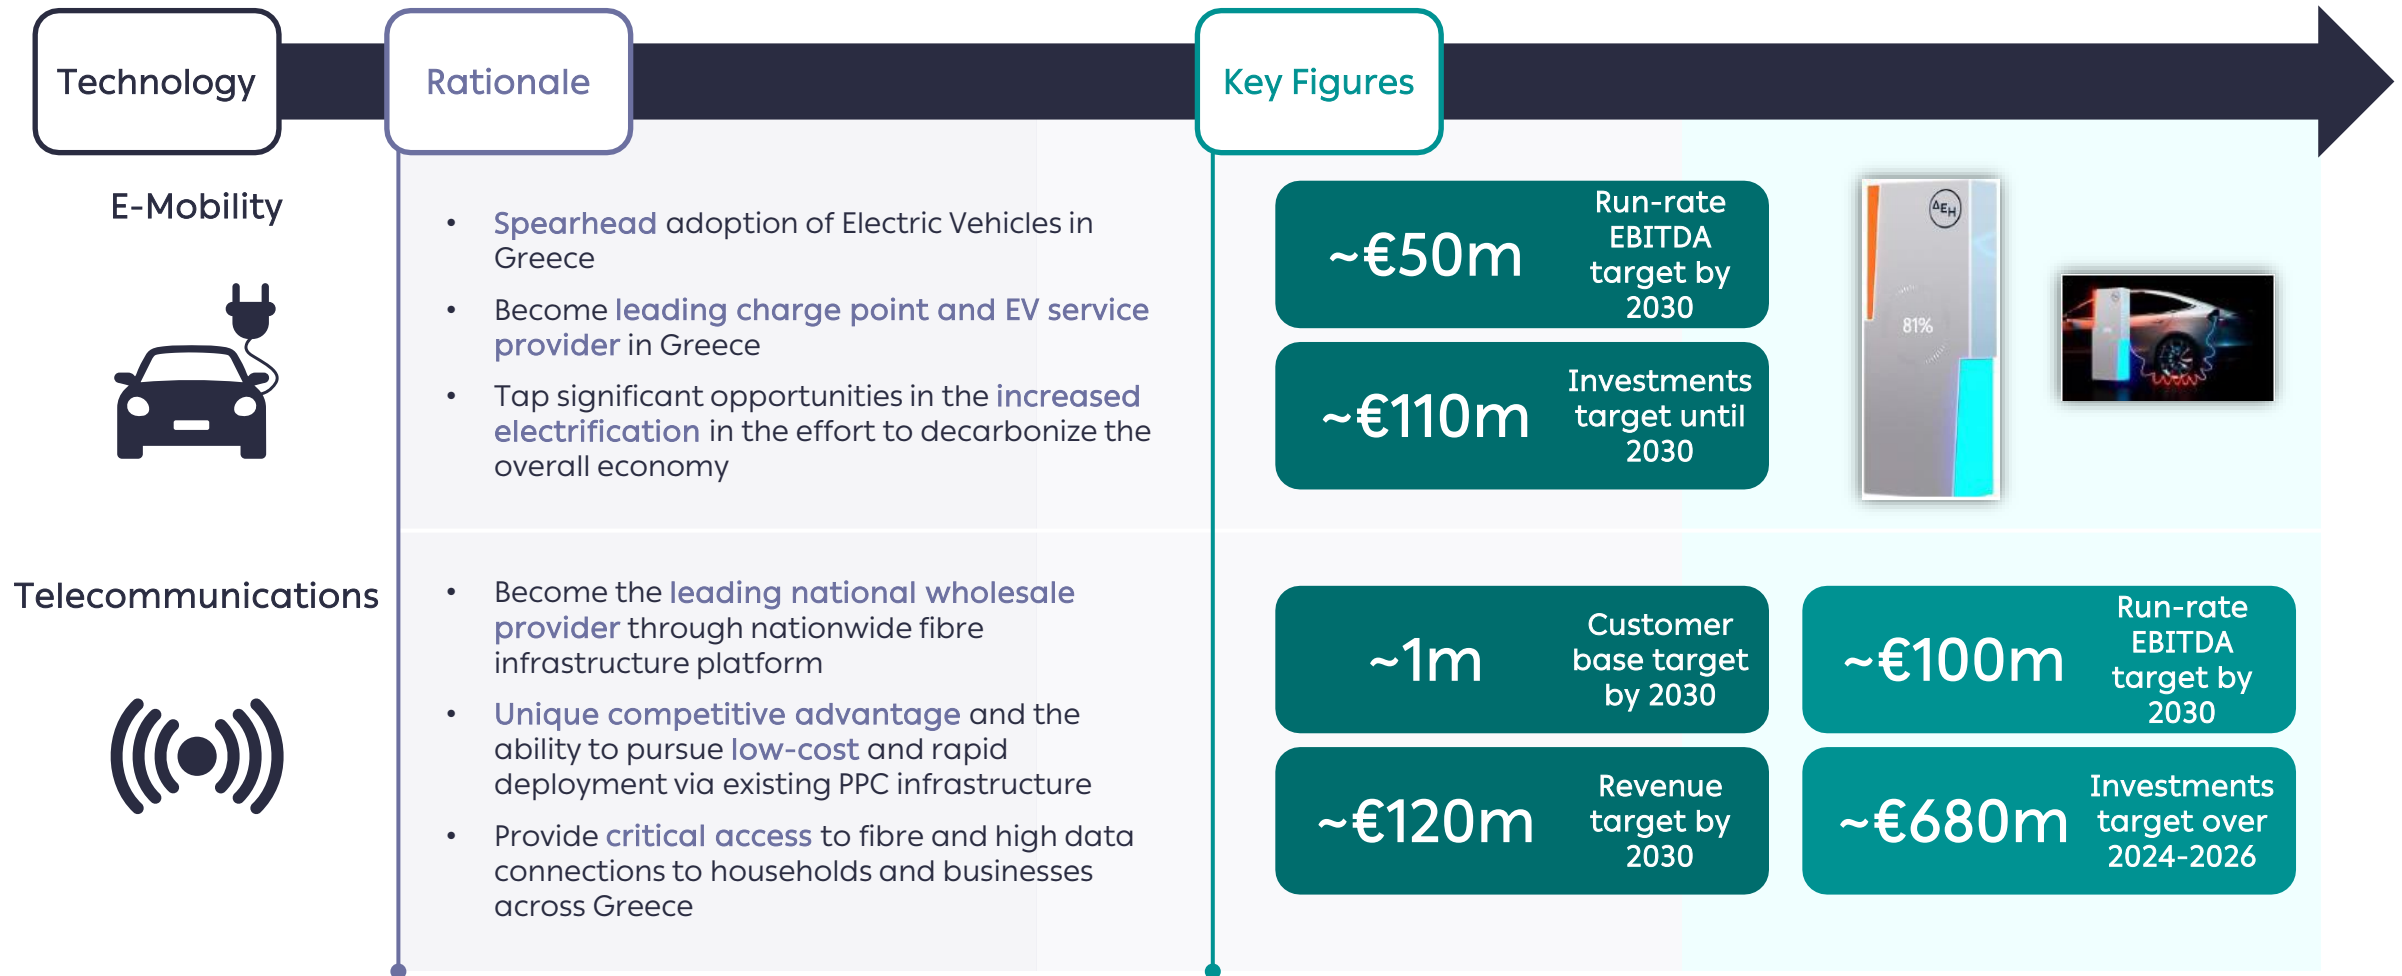 Technology
Rationale
Key Figures
E-Mobility
• Spearhead adoption of Electric Vehicles in
Greece
• Become leading charge point and EV service
provider in Greece
• Tap significant opportunities in the increased
electrification in the effort to decarbonize the
overall economy
~€50m
Run-rate
EBITDA
target by
2030
~€110m
Investments
target until
2030
ΔΕΗ
81%
Telecommunications
• Become the leading national wholesale
provider through nationwide fibre
infrastructure platform
• Unique competitive advantage and the
ability to pursue low-cost and rapid
deployment via existing PPC infrastructure
• Provide critical access to fibre and high data
connections to households and businesses
across Greece
~1m
Customer
base target
by 2030
~€100m
Run-rate
EBITDA
target by
2030
~€120m
Revenue
target by
2030
~€680m
Investments
target over
2024-2026